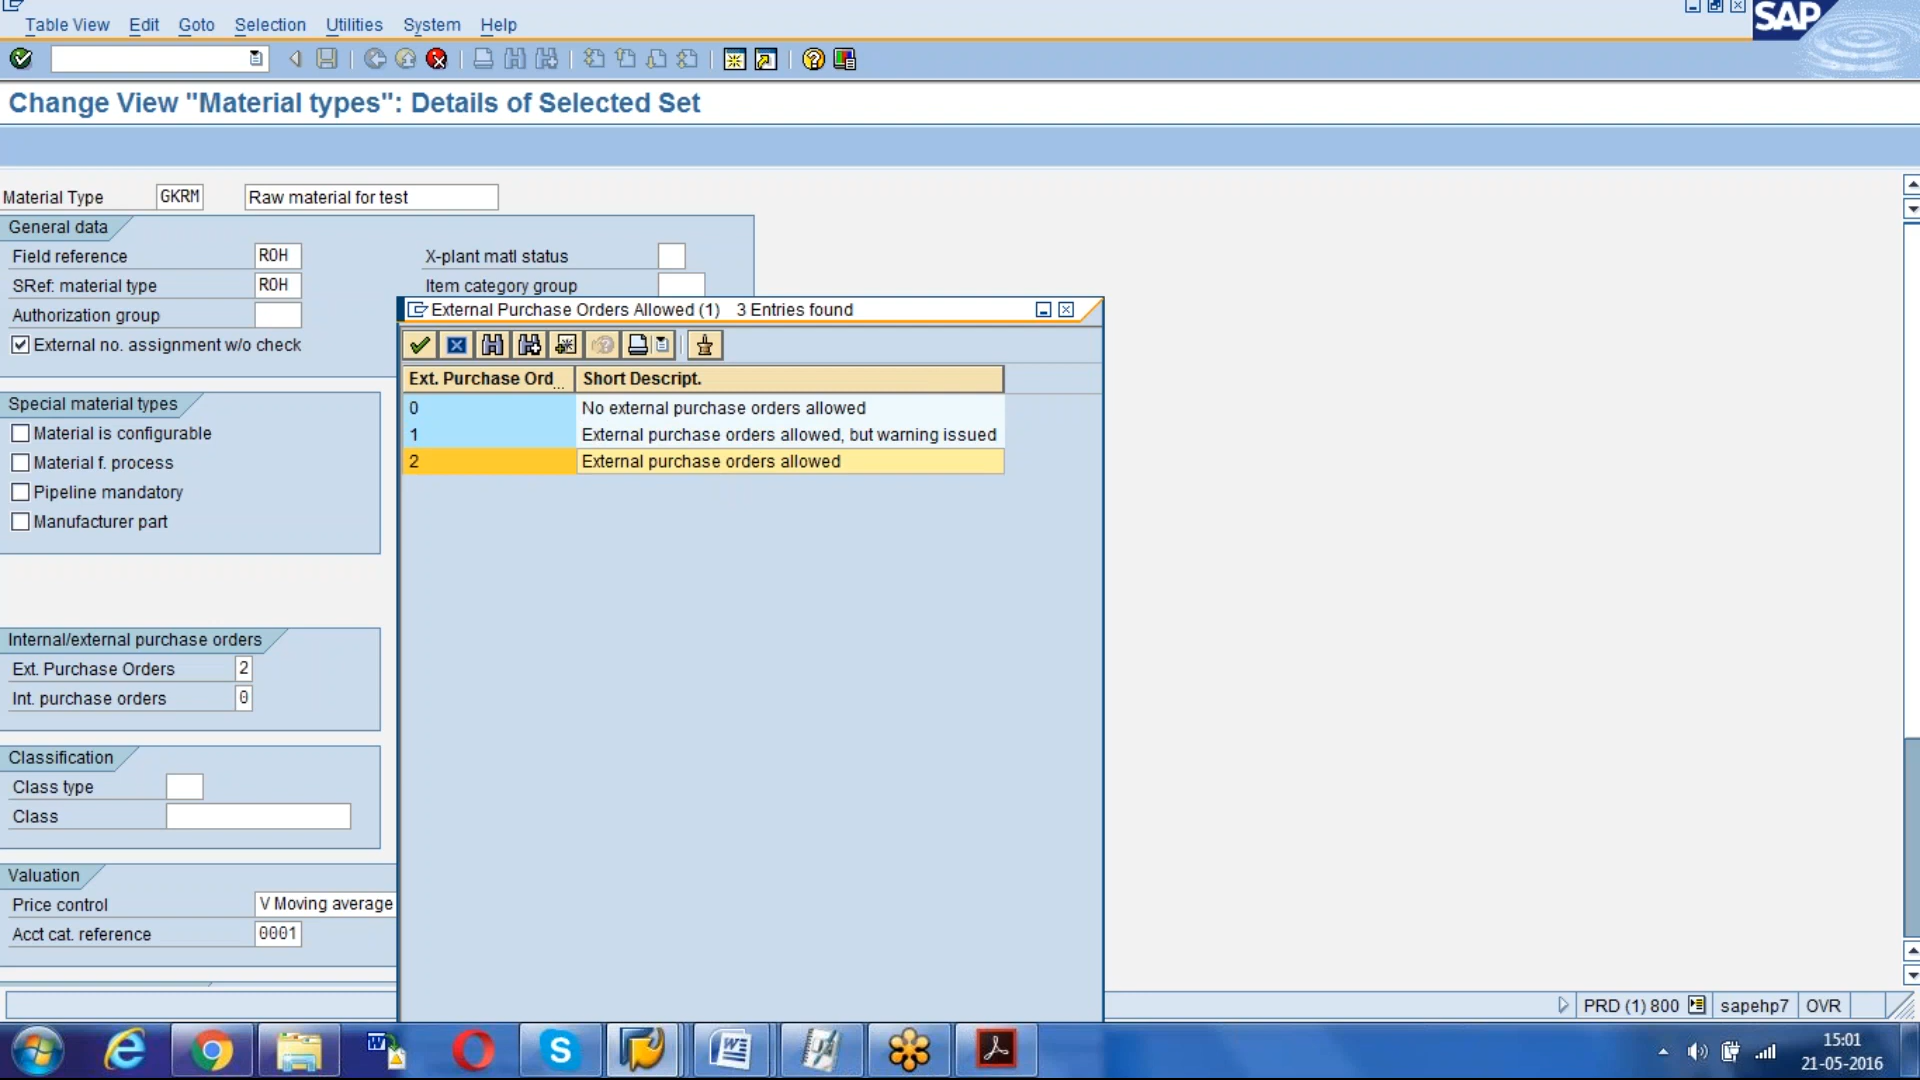 Table View Edit Goto Selection Utilities System Help
SAP
Change View "Material types": Details of Selected Set
Material Type GKRM Raw material for test
General data
Field reference ROH X-plant matl status
SRef: material type ROH Item category group
Authorization group
External no. assignment w/o check
External Purchase Orders Allowed (1) 3 Entries found
Ext. Purchase Ord... Short Descript.
0 No external purchase orders allowed
1 External purchase orders allowed, but warning issued
2 External purchase orders allowed
Special material types
Material is configurable
Material f. process
Pipeline mandatory
Manufacturer part
Internal/external purchase orders
Ext. Purchase Orders 2
Int. purchase orders 0
Classification
Class type
Class
Valuation
Price control V Moving average
Acct cat. reference 0001
PRD (1) 800 sapehp7 OVR
15:01
21-05-2016